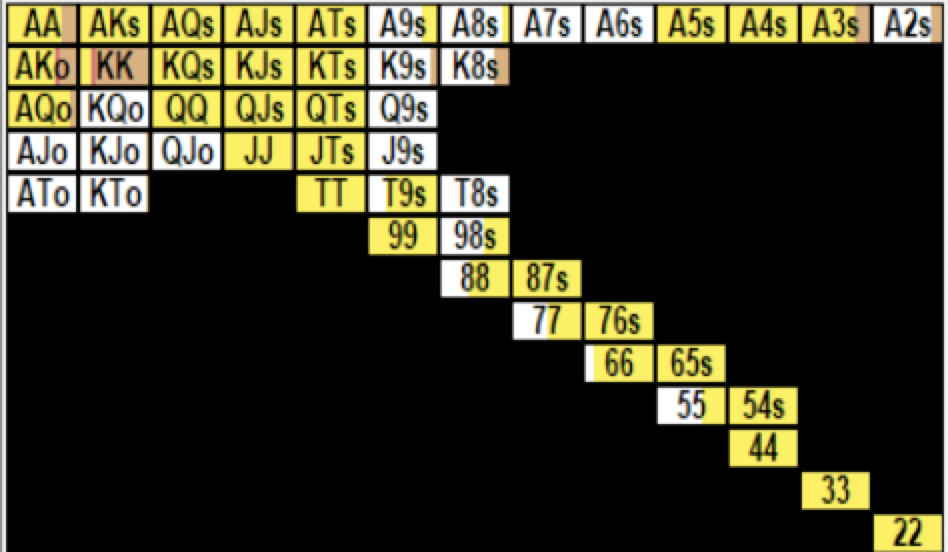 AA AKs AQs AJs ATs A9s A8s A7s A6s A5s A4s A3s A2s
AKo KK KQs KJs KTs K9s K8s
AQo KQo QQ QJs QTs Q9s
AJo KJo QJo JJ JTs J9s
ATo KTo TT T9s T8s
99 98s
88 87s
77 76s
66 65s
55 54s
44
33
22